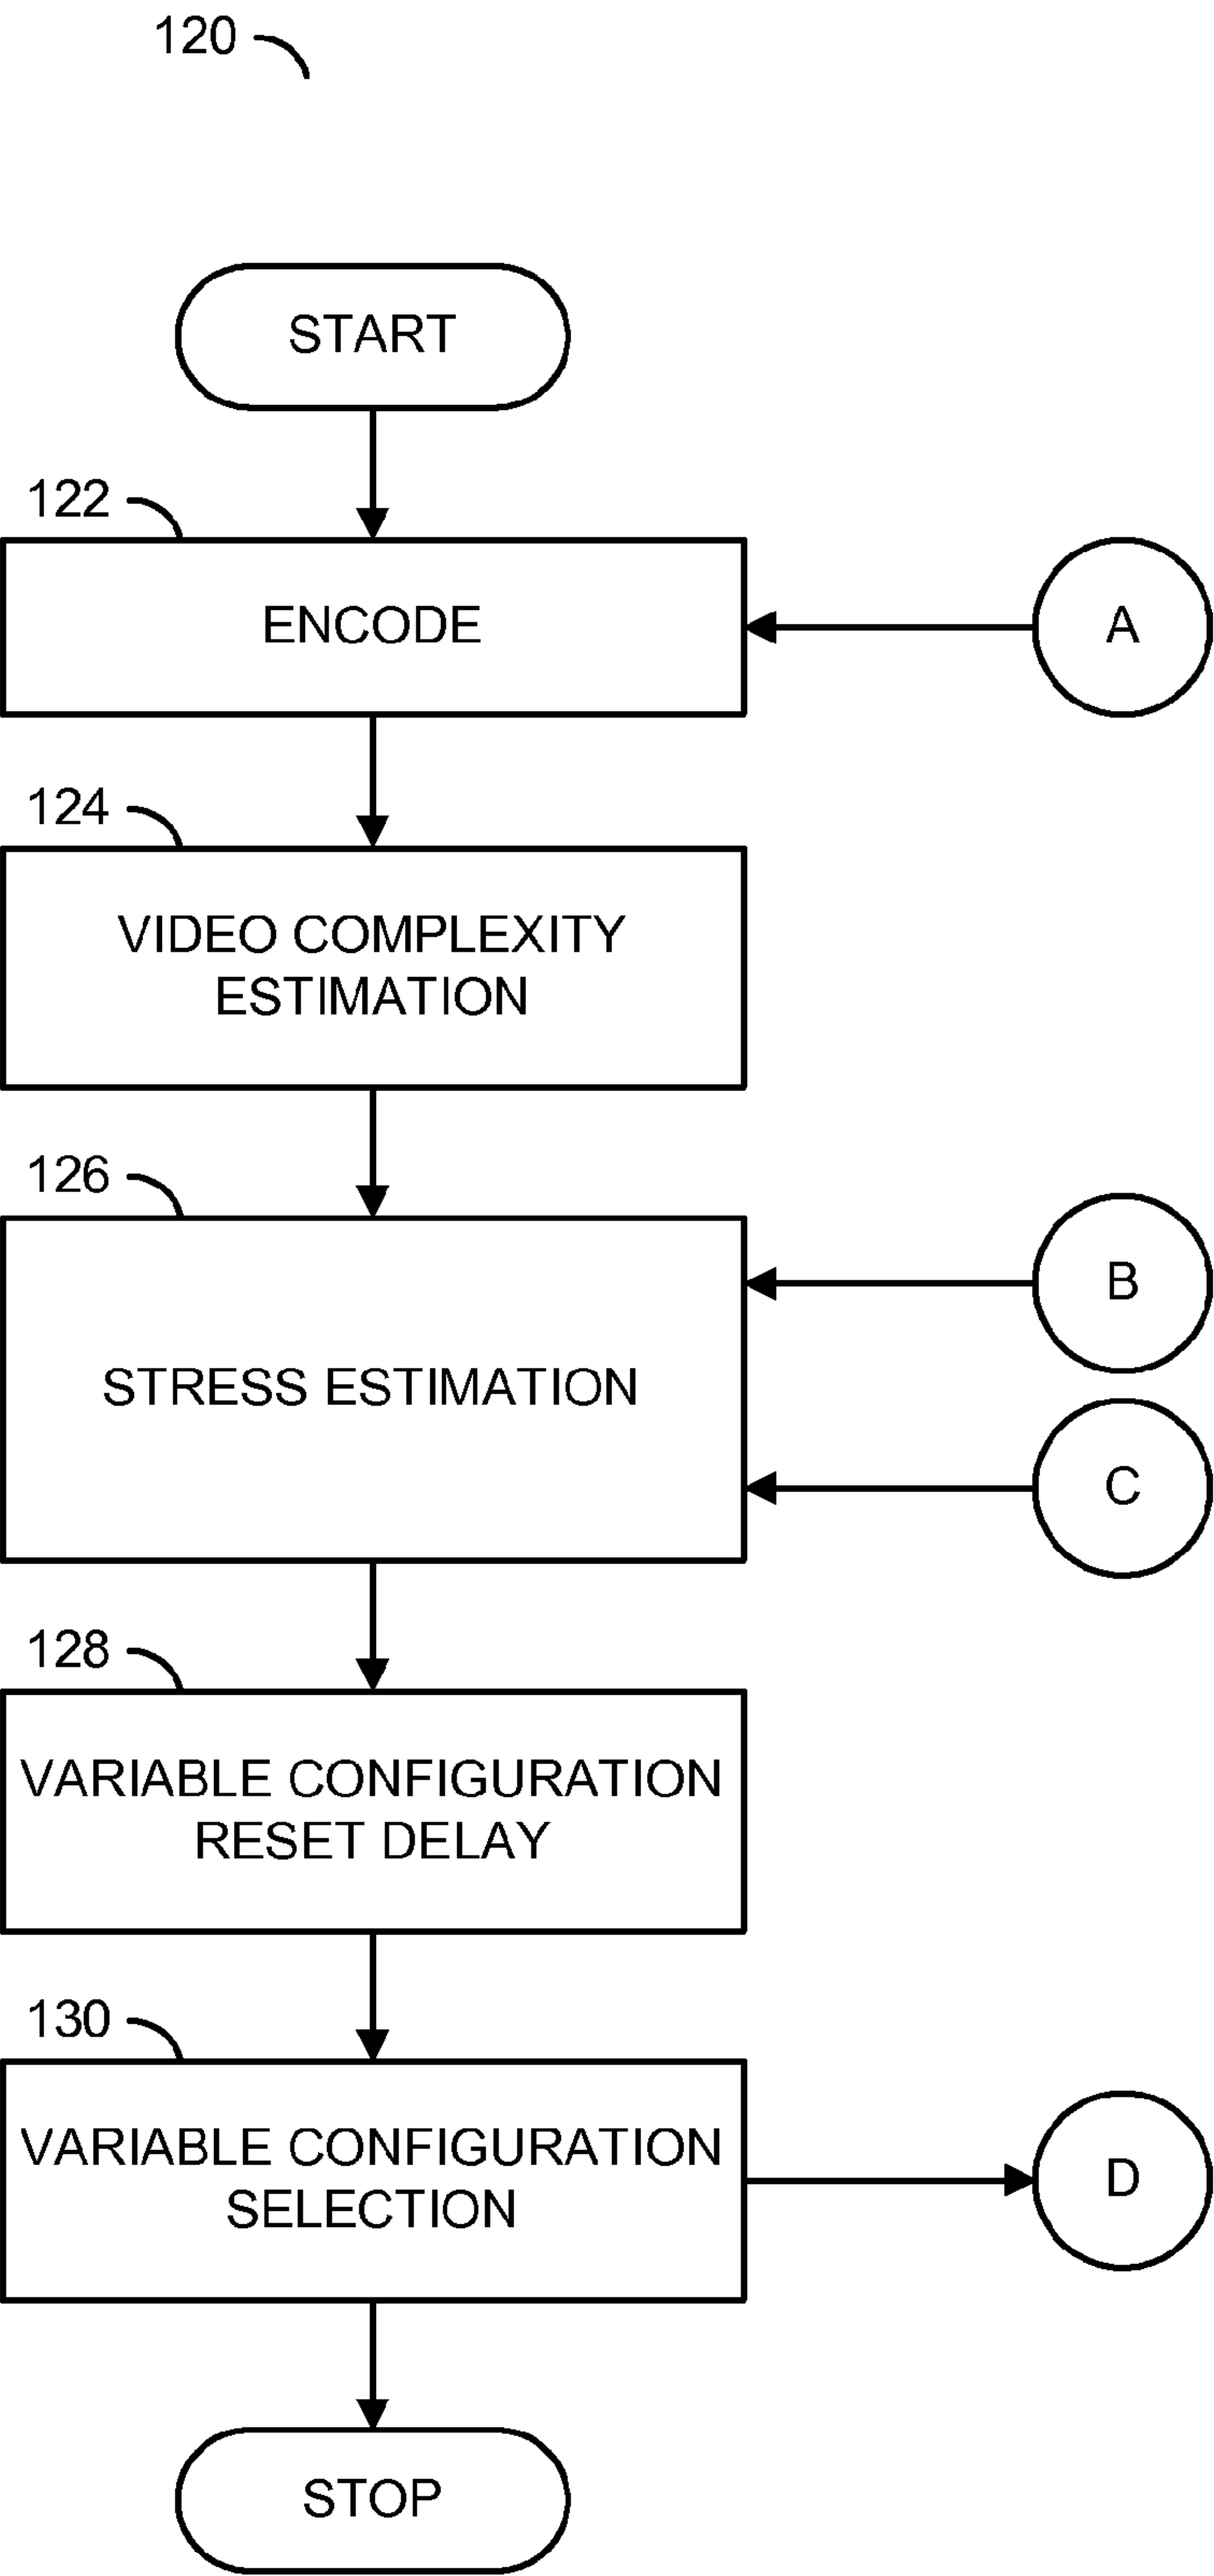 120
START
122
ENCODE
A
124
VIDEO COMPLEXITY
ESTIMATION
126
B
STRESS ESTIMATION
C
128
VARIABLE CONFIGURATION
RESET DELAY
130
VARIABLE CONFIGURATION
SELECTION
D
STOP